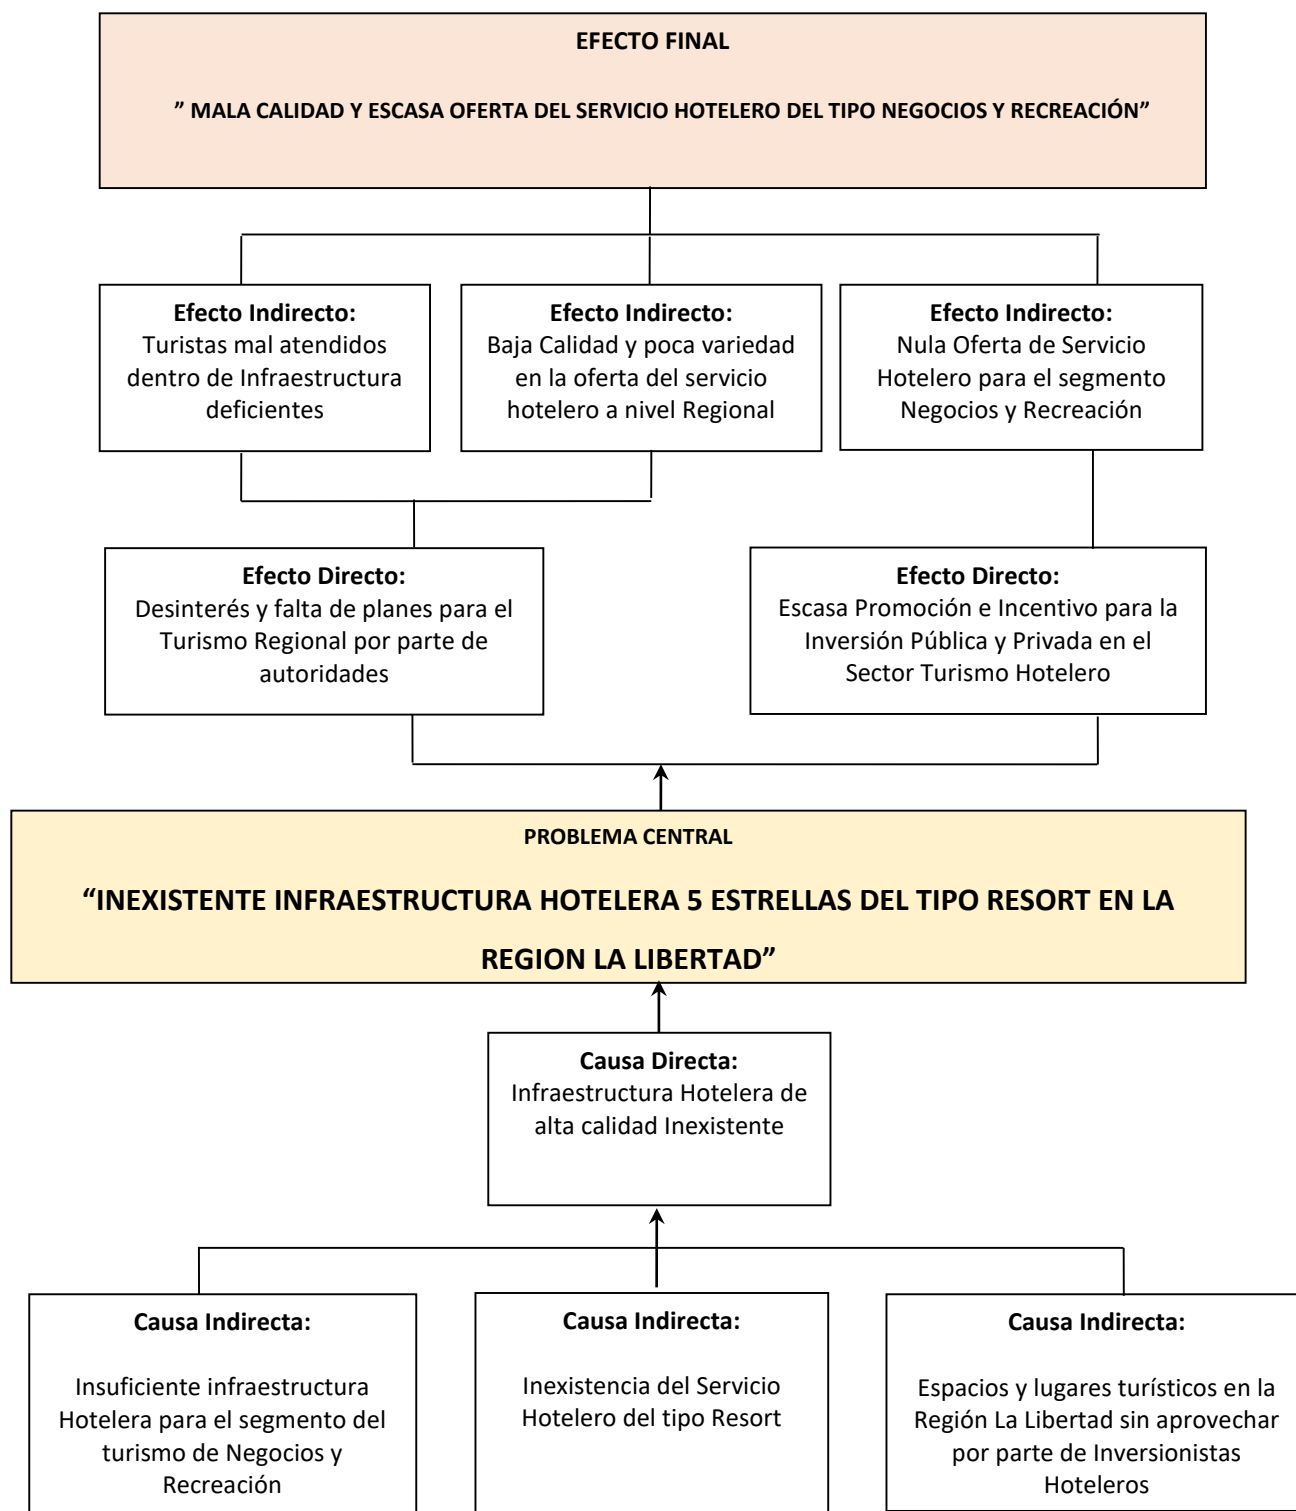 EFECTO FINAL
” MALA CALIDAD Y ESCASA OFERTA DEL SERVICIO HOTELERO DEL TIPO NEGOCIOS Y RECREACIÓN”
Efecto Indirecto:
Turistas mal atendidos
dentro de Infraestructura
deficientes
Efecto Indirecto:
Baja Calidad y poca variedad
en la oferta del servicio
hotelero a nivel Regional
Efecto Indirecto:
Nula Oferta de Servicio
Hotelero para el segmento
Negocios y Recreación
Efecto Directo:
Desinterés y falta de planes para el
Turismo Regional por parte de
autoridades
Efecto Directo:
Escasa Promoción e Incentivo para la
Inversión Pública y Privada en el
Sector Turismo Hotelero
PROBLEMA CENTRAL
“INEXISTENTE INFRAESTRUCTURA HOTELERA 5 ESTRELLAS DEL TIPO RESORT EN LA
REGION LA LIBERTAD”
Causa Directa:
Infraestructura Hotelera de
alta calidad Inexistente
Causa Indirecta:
Insuficiente infraestructura
Hotelera para el segmento del
turismo de Negocios y
Recreación
Causa Indirecta:
Inexistencia del Servicio
Hotelero del tipo Resort
Causa Indirecta:
Espacios y lugares turísticos en la
Región La Libertad sin aprovechar
por parte de Inversionistas
Hoteleros